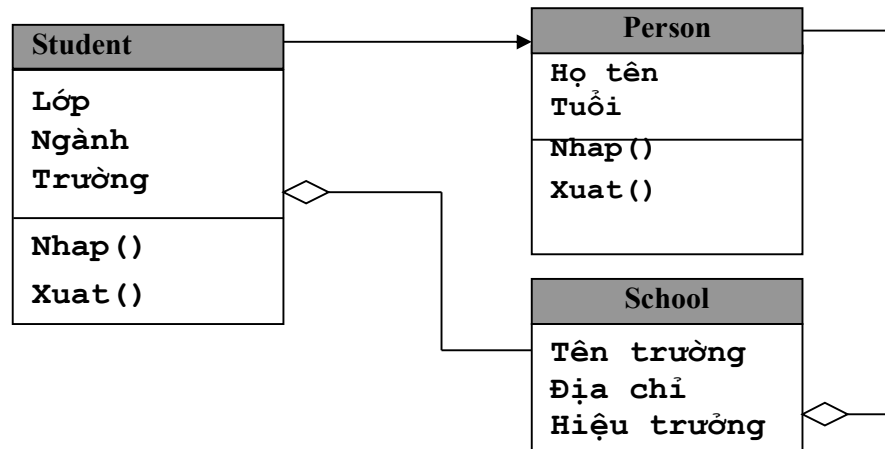 Student
Lớp
Ngành
Trường
Nhap()
Xuat()
Person
Họ tên
Tuổi
Nhap()
Xuat()
School
Tên trường
Địa chỉ
Hiệu trưởng